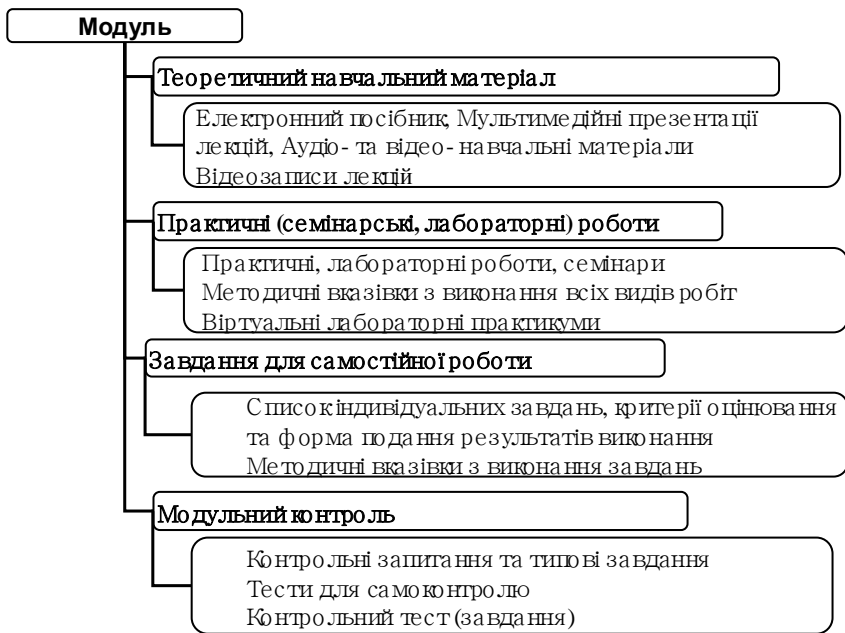 Модуль
Теоретичний навчальний матеріал
Електронний посібник, Мультимедійні презентації
лекцій, Аудіо- та відео- навчальні матеріали
Відеозаписи лекцій
Практичні (семінарські, лабораторні) роботи
Практичні, лабораторні роботи, семінари
Методичні вказівки з виконання всіх видів робіт
Віртуальні лабораторні практикуми
Завдання для самостійної роботи
Список індивідуальних завдань, критерії оцінювання
та форма подання результатів виконання
Методичні вказівки з виконання завдань
Модульний контроль
Контрольні запитання та типові завдання
Тести для самоконтролю
Контрольний тест (завдання)